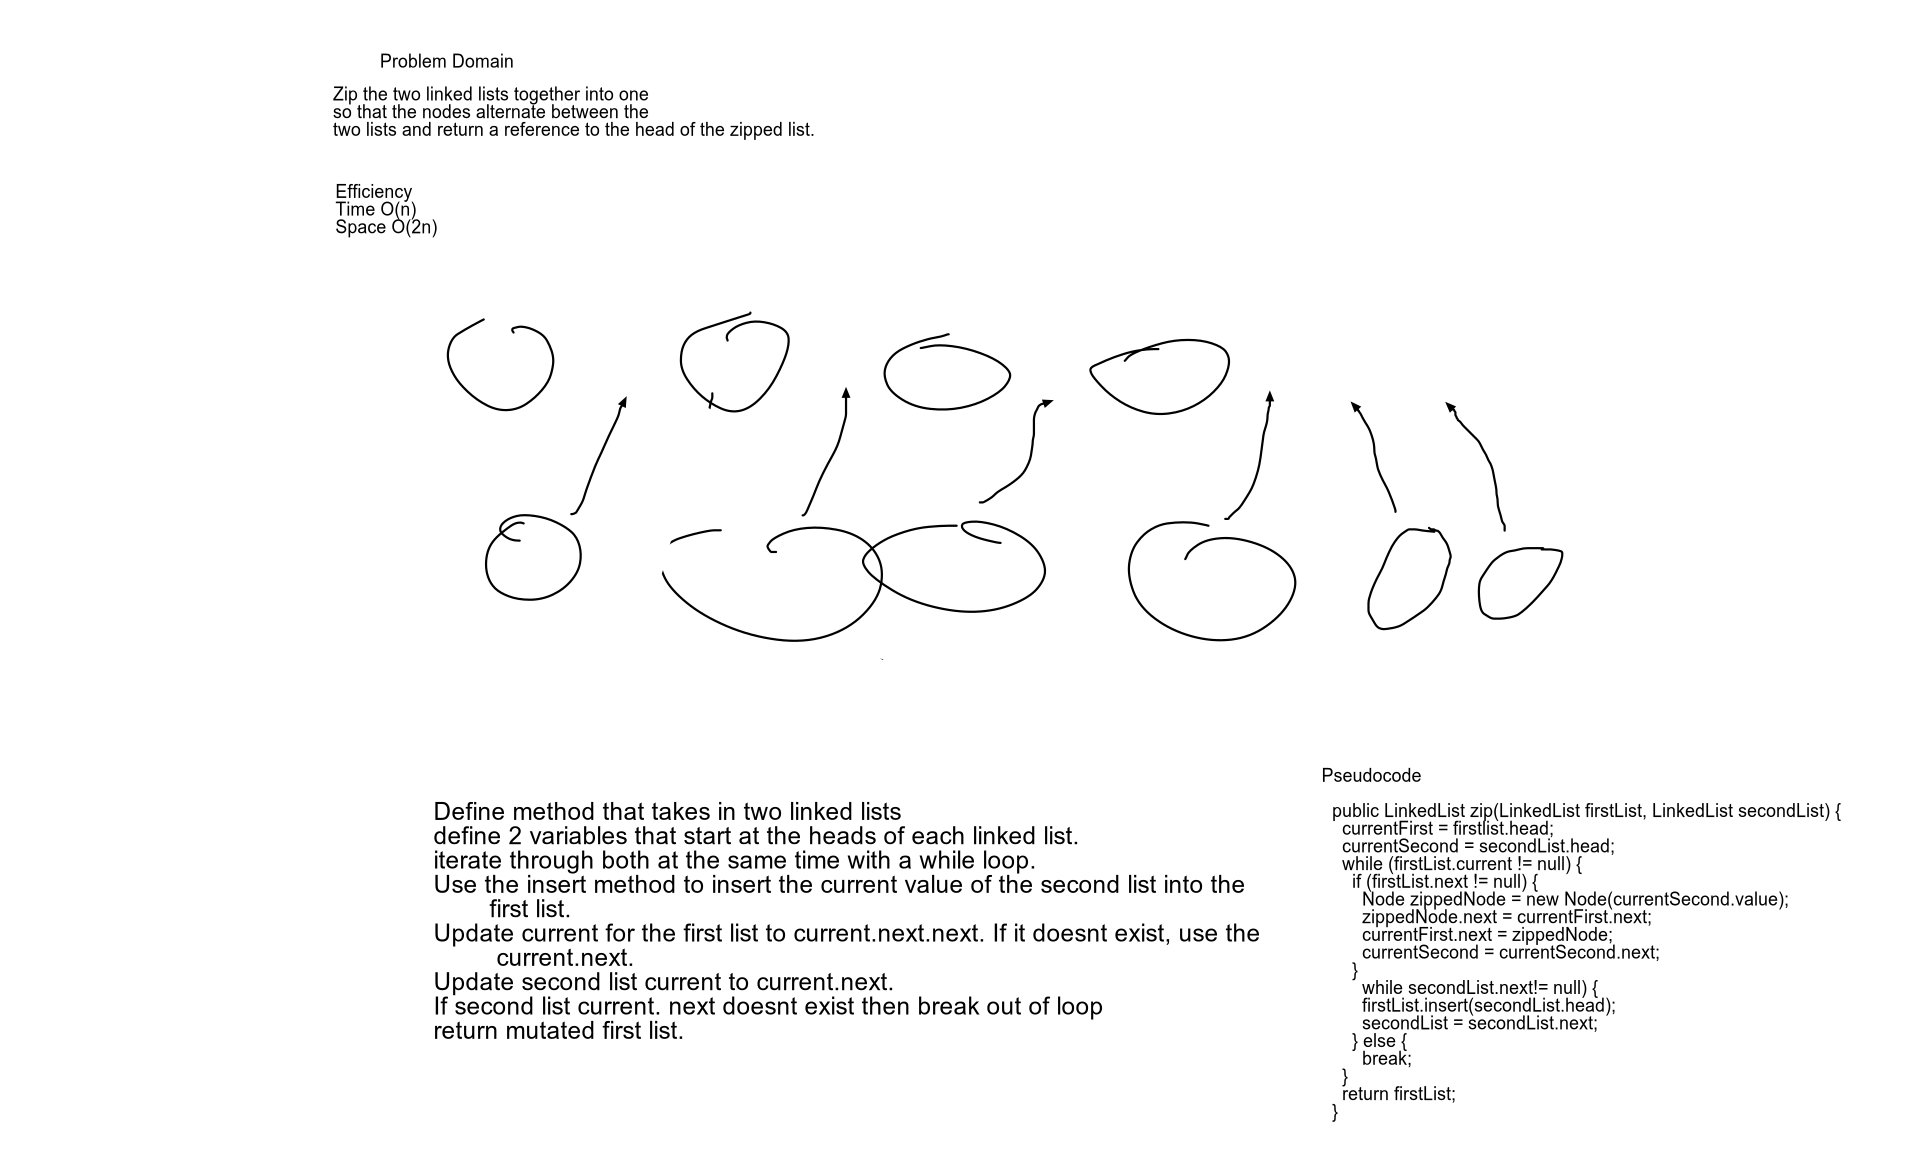 Problem Domain
Zip the two linked lists together into one
so that the nodes alternate between the
two lists and return a reference to the head of the zipped list.
Efficiency
Time O(n)
Space O(2n)
Define method that takes in two linked lists
define 2 variables that start at the heads of each linked list.
iterate through both at the same time with a while loop.
Use the insert method to insert the current value of the second list into the
first list.
Update current for the first list to current.next.next. If it doesnt exist, use the
current.next.
Update second list current to current.next.
If second list current. next doesnt exist then break out of loop
return mutated first list.
Pseudocode
public LinkedList zip(LinkedList firstList, LinkedList secondList) {
currentFirst = firstlist.head;
currentSecond = secondList.head;
while (firstList.current != null) {
if (firstList.next != null) {
Node zippedNode = new Node(currentSecond.value);
zippedNode.next = currentFirst.next;
currentFirst.next = zippedNode;
currentSecond = currentSecond.next;
}
while secondList.next!= null) {
firstList.insert(secondList.head);
secondList = secondList.next;
} else {
break;
}
return firstList;
}